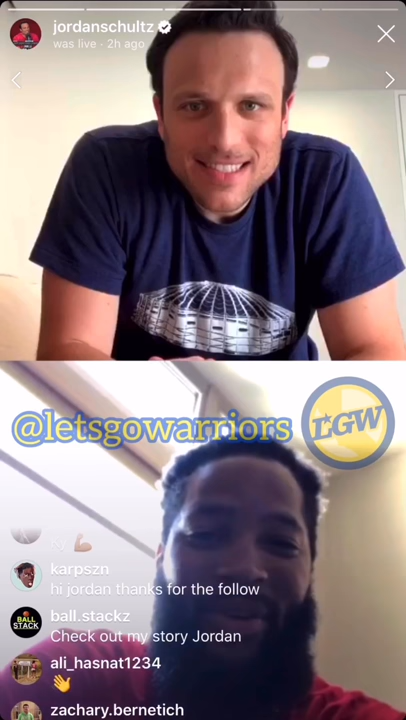 jordanschultz
was live · 2h ago
@letsgowarriors
LGW
karpszn
hi jordan thanks for the follow
BALL
STACK
ball.stackz
Check out my story Jordan
ali_hasnat1234
👋
zachary.bernetich